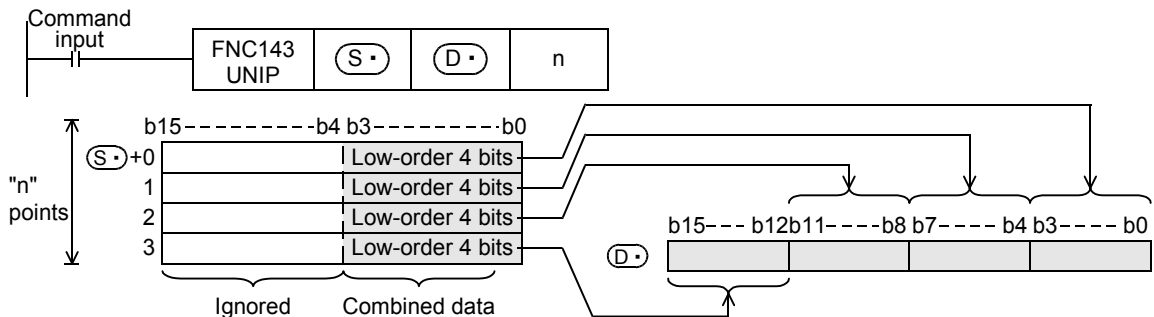 Command
input
FNC143
UNIP
S·
D·
n
b15------------b4 b3----------b0
"n"
points
S·+0
Low-order 4 bits
1
Low-order 4 bits
2
Low-order 4 bits
3
Low-order 4 bits
Ignored
Combined data
b15--- b12b11----b8 b7---- b4 b3---- b0
D·